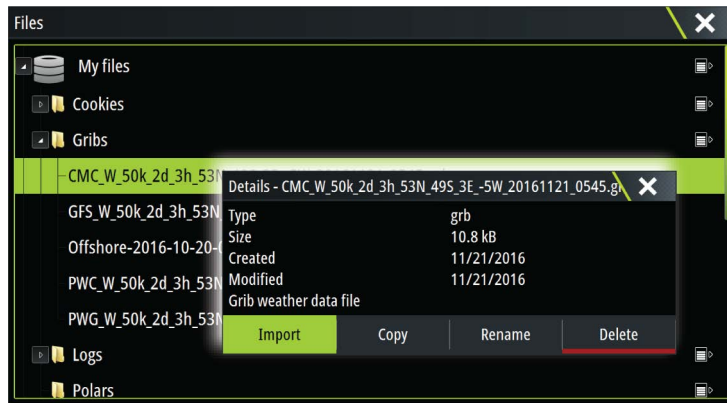 Files
My files
Cookies
Gribs
CMC_W_50k_2d_3h_53N
GFS_W_50k_2d_3h_53N
Offshore-2016-10-20-
PWC_W_50k_2d_3h_53N
PWG_W_50k_2d_3h_53N
Logs
Polars
Details - CMC_W_50k_2d_3h_53N_49S_3E_-5W_20161121_0545.gr
Type grb
Size 10.8 kB
Created 11/21/2016
Modified 11/21/2016
Grib weather data file
Import Copy Rename Delete